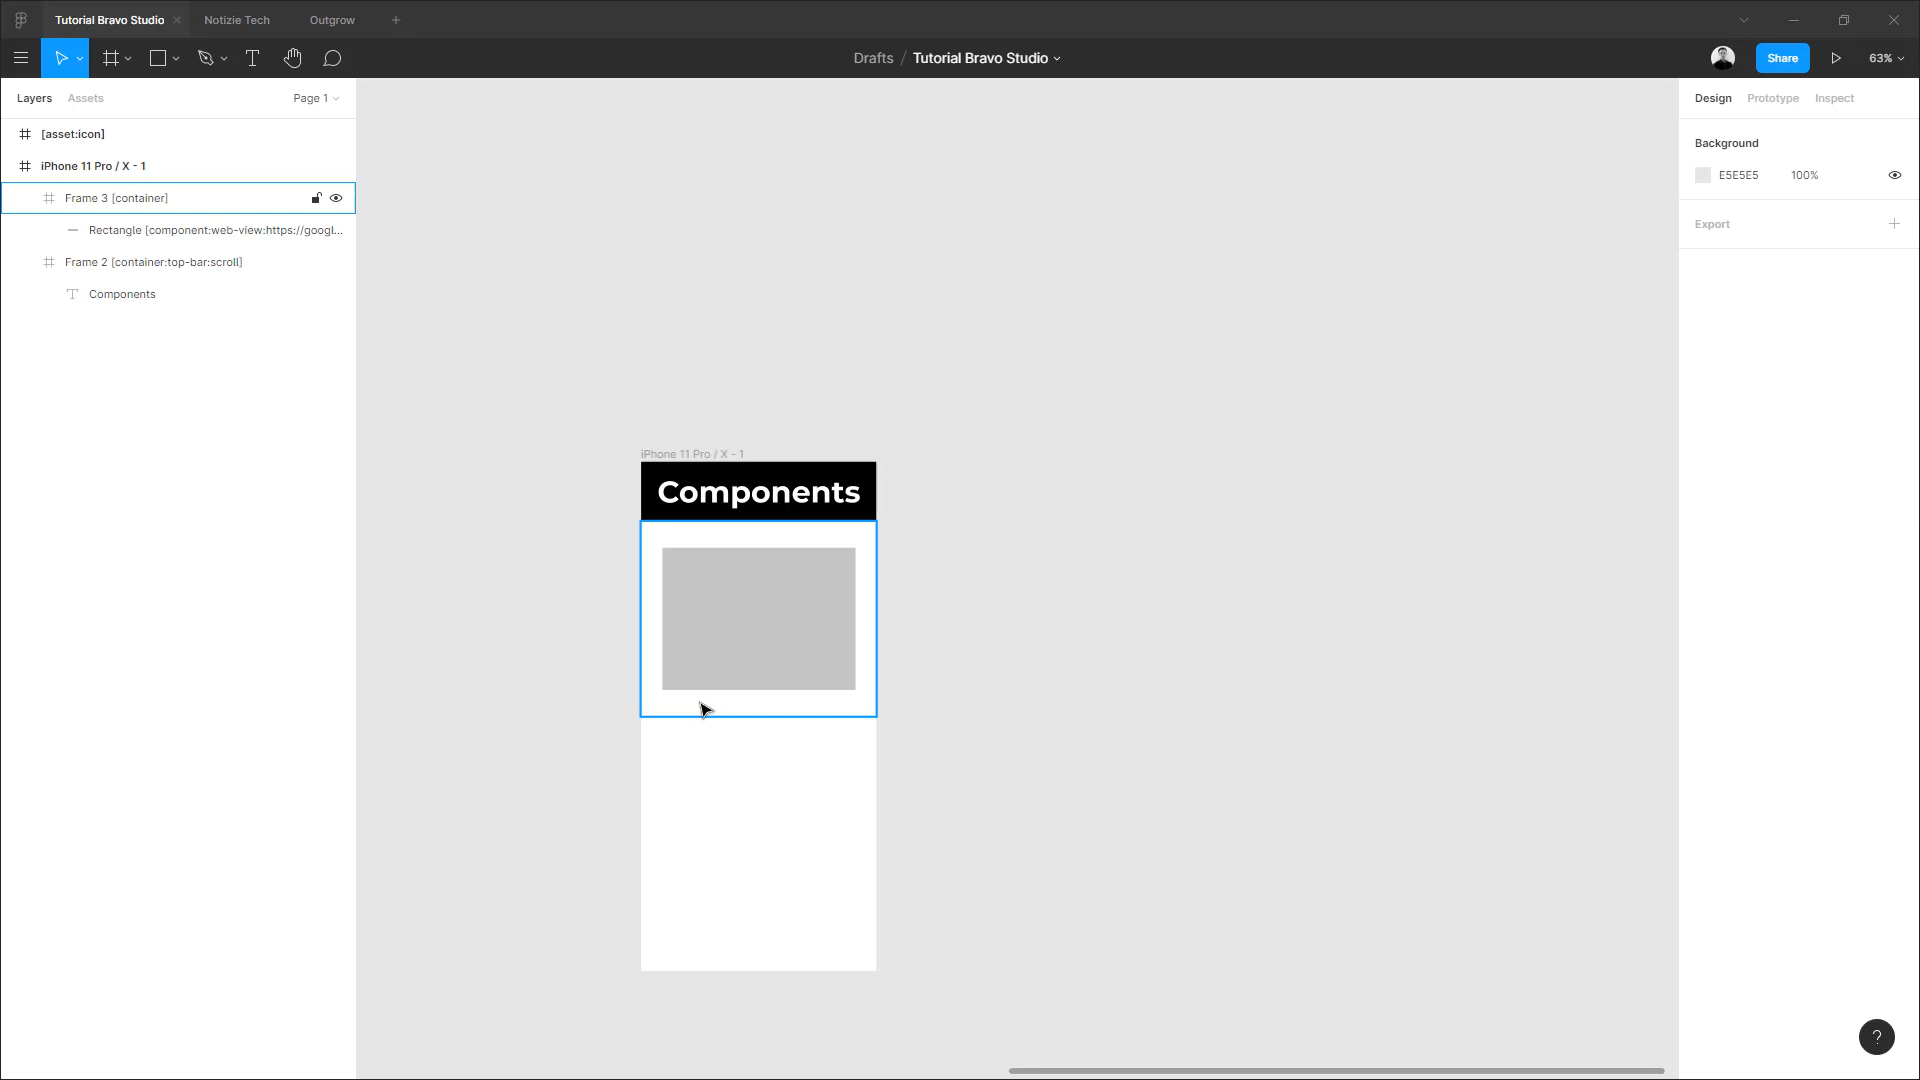 Tutorial Bravo Studio
Notizie Tech
Outgrow
Drafts / Tutorial Bravo Studio
Share
63%
Layers
Assets
Page 1
Design
Prototype
Inspect
[asset:icon]
Background
iPhone 11 Pro / X - 1
E5E5E5
100%
Frame 3 [container]
Rectangle [component:web-view:https://googl...
Export
Frame 2 [container:top-bar:scroll]
Components
iPhone 11 Pro / X - 1
Components
?